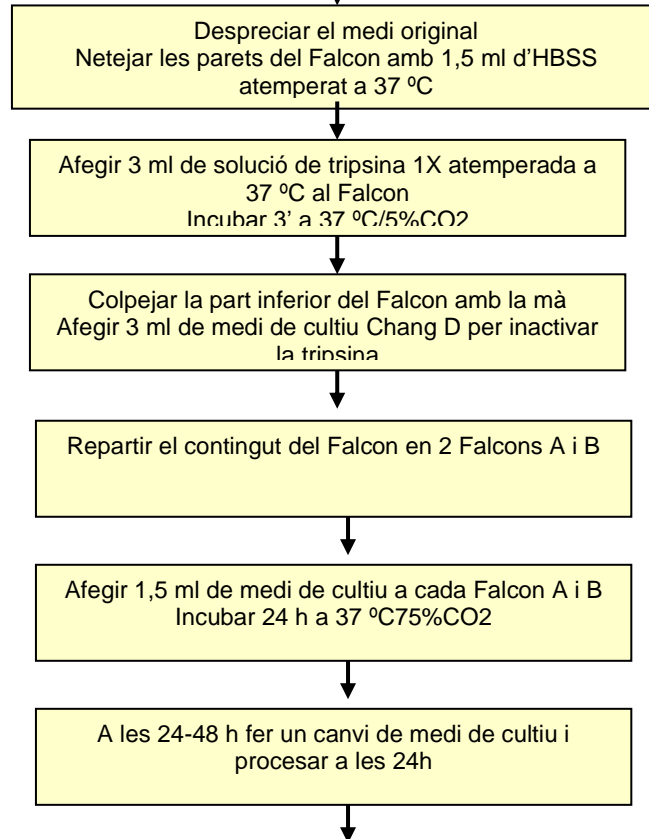 Despreciar el medi original
Netejar les parets del Falcon amb 1,5 ml d'HBSS
atemperat a 37 ºC
Afegir 3 ml de solució de tripsina 1X atemperada a
37 ºC al Falcon
Incubar 3' a 37 ºC/5%CO2
Colpejar la part inferior del Falcon amb la mà
Afegir 3 ml de medi de cultiu Chang D per inactivar
la tripsina
Repartir el contingut del Falcon en 2 Falcons A i B
Afegir 1,5 ml de medi de cultiu a cada Falcon A i B
Incubar 24 h a 37 ºC75%CO2
A les 24-48 h fer un canvi de medi de cultiu i
procesar a les 24h